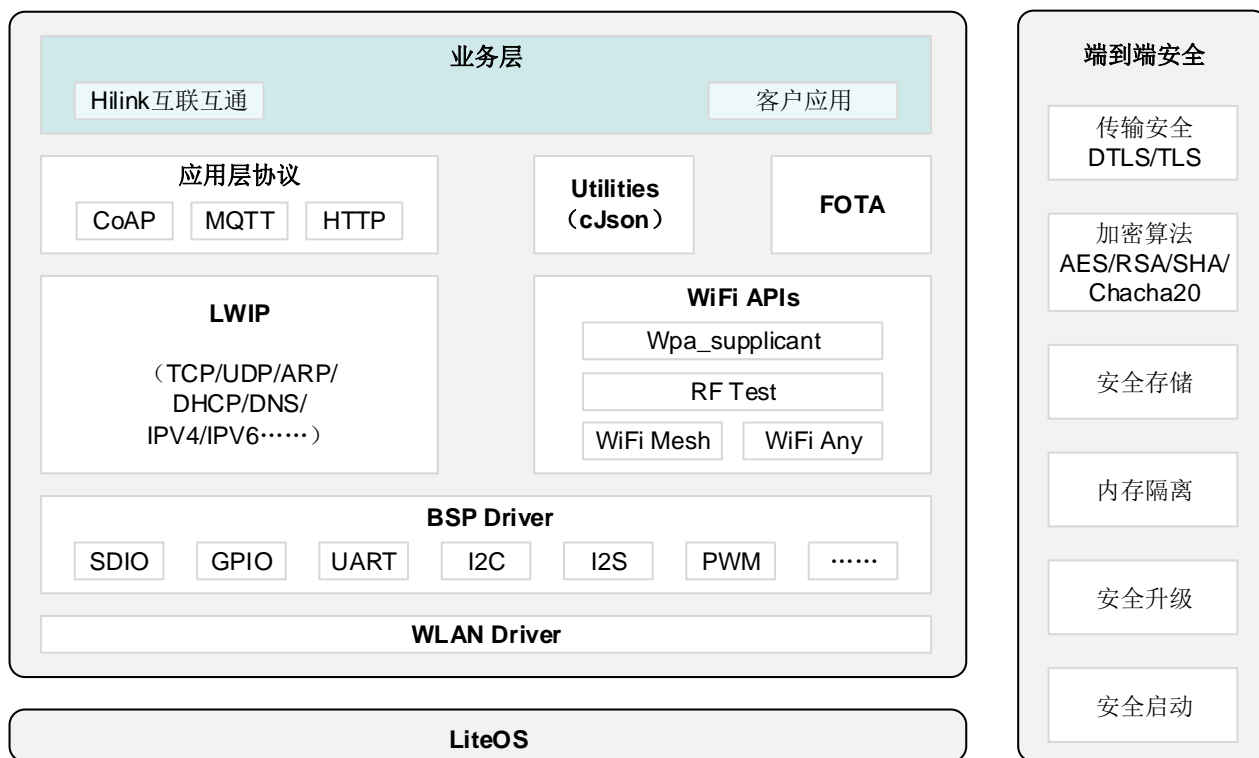 业务层
Hilink互联互通
客户应用
应用层协议
CoAP
MQTT
HTTP
Utilities
（cJson）
FOTA
LWIP
（TCP/UDP/ARP/
DHCP/DNS/
IPV4/IPV6……）
WiFi APIs
Wpa_supplicant
RF Test
WiFi Mesh
WiFi Any
BSP Driver
SDIO
GPIO
UART
I2C
I2S
PWM
……
WLAN Driver
LiteOS
端到端安全
传输安全
DTLS/TLS
加密算法
AES/RSA/SHA/
Chacha20
安全存储
内存隔离
安全升级
安全启动